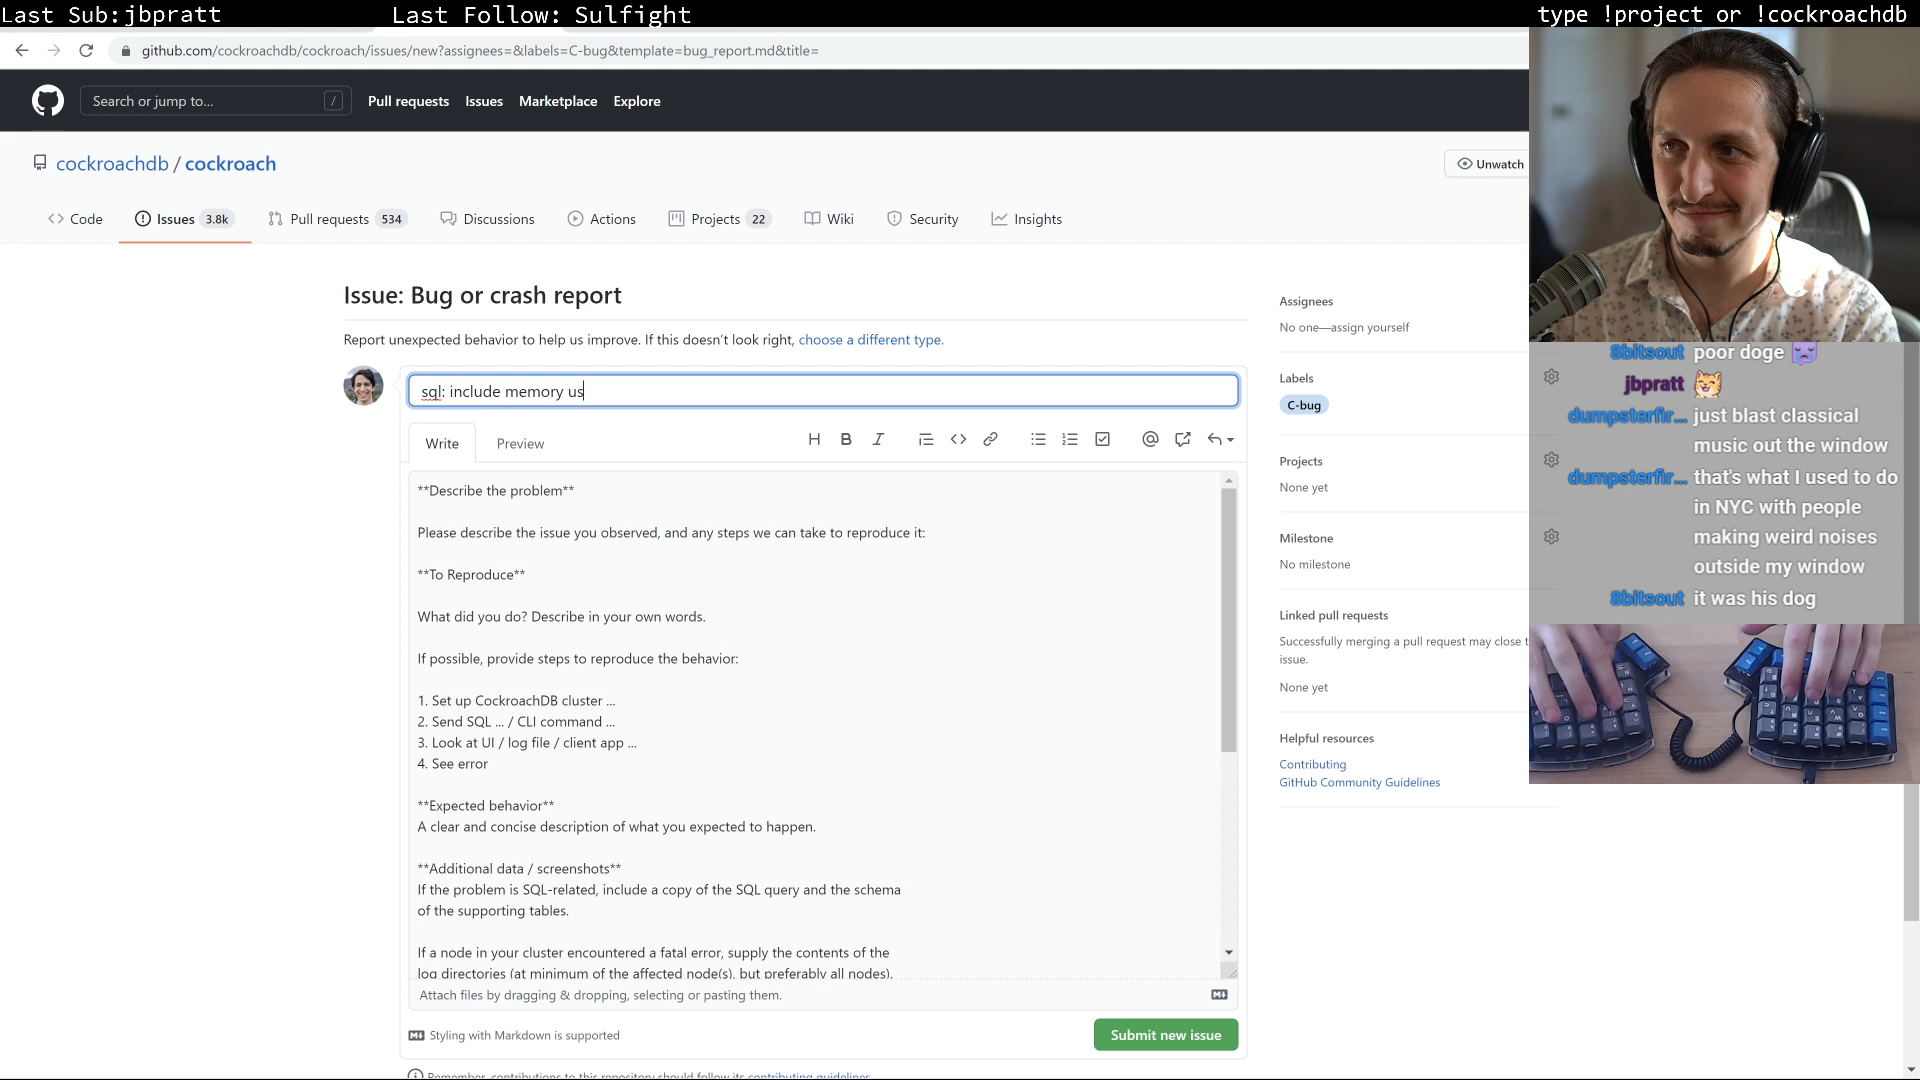 Last Sub:jbpratt
Last Follow: Sulfight
type !project or !cockroachdb
github.com/cockroachdb/cockroach/issues/new?assignees=&labels=C-bug&template=bug_report.md&title=
Search or jump to...
/
Pull requests
Issues
Marketplace
Explore
cockroachdb / cockroach
Unwatch
Code
Issues 3.8k
Pull requests 534
Discussions
Actions
Projects 22
Wiki
Security
Insights
Issue: Bug or crash report
Report unexpected behavior to help us improve. If this doesn't look right, choose a different type.
sql: include memory us
Write
Preview
**Describe the problem**
Please describe the issue you observed, and any steps we can take to reproduce it:
**To Reproduce**
What did you do? Describe in your own words.
If possible, provide steps to reproduce the behavior:
1. Set up CockroachDB cluster ...
2. Send SQL ... / CLI command ...
3. Look at UI / log file / client app ...
4. See error
**Expected behavior**
A clear and concise description of what you expected to happen.
**Additional data / screenshots**
If the problem is SQL-related, include a copy of the SQL query and the schema
of the supporting tables.
If a node in your cluster encountered a fatal error, supply the contents of the
log directories (at minimum of the affected node(s), but preferably all nodes).
Attach files by dragging & dropping, selecting or pasting them.
Styling with Markdown is supported
Submit new issue
Remember, contributions to this repository should follow its contributing guidelines
Assignees
No one—assign yourself
Labels
C-bug
Projects
None yet
Milestone
No milestone
Linked pull requests
Successfully merging a pull request may close t
issue.
None yet
Helpful resources
Contributing
GitHub Community Guidelines
8bitsout poor doge
jbpratt
dumpsterfir... just blast classical
music out the window
dumpsterfir... that's what I used to do
in NYC with people
making weird noises
outside my window
8bitsout it was his dog